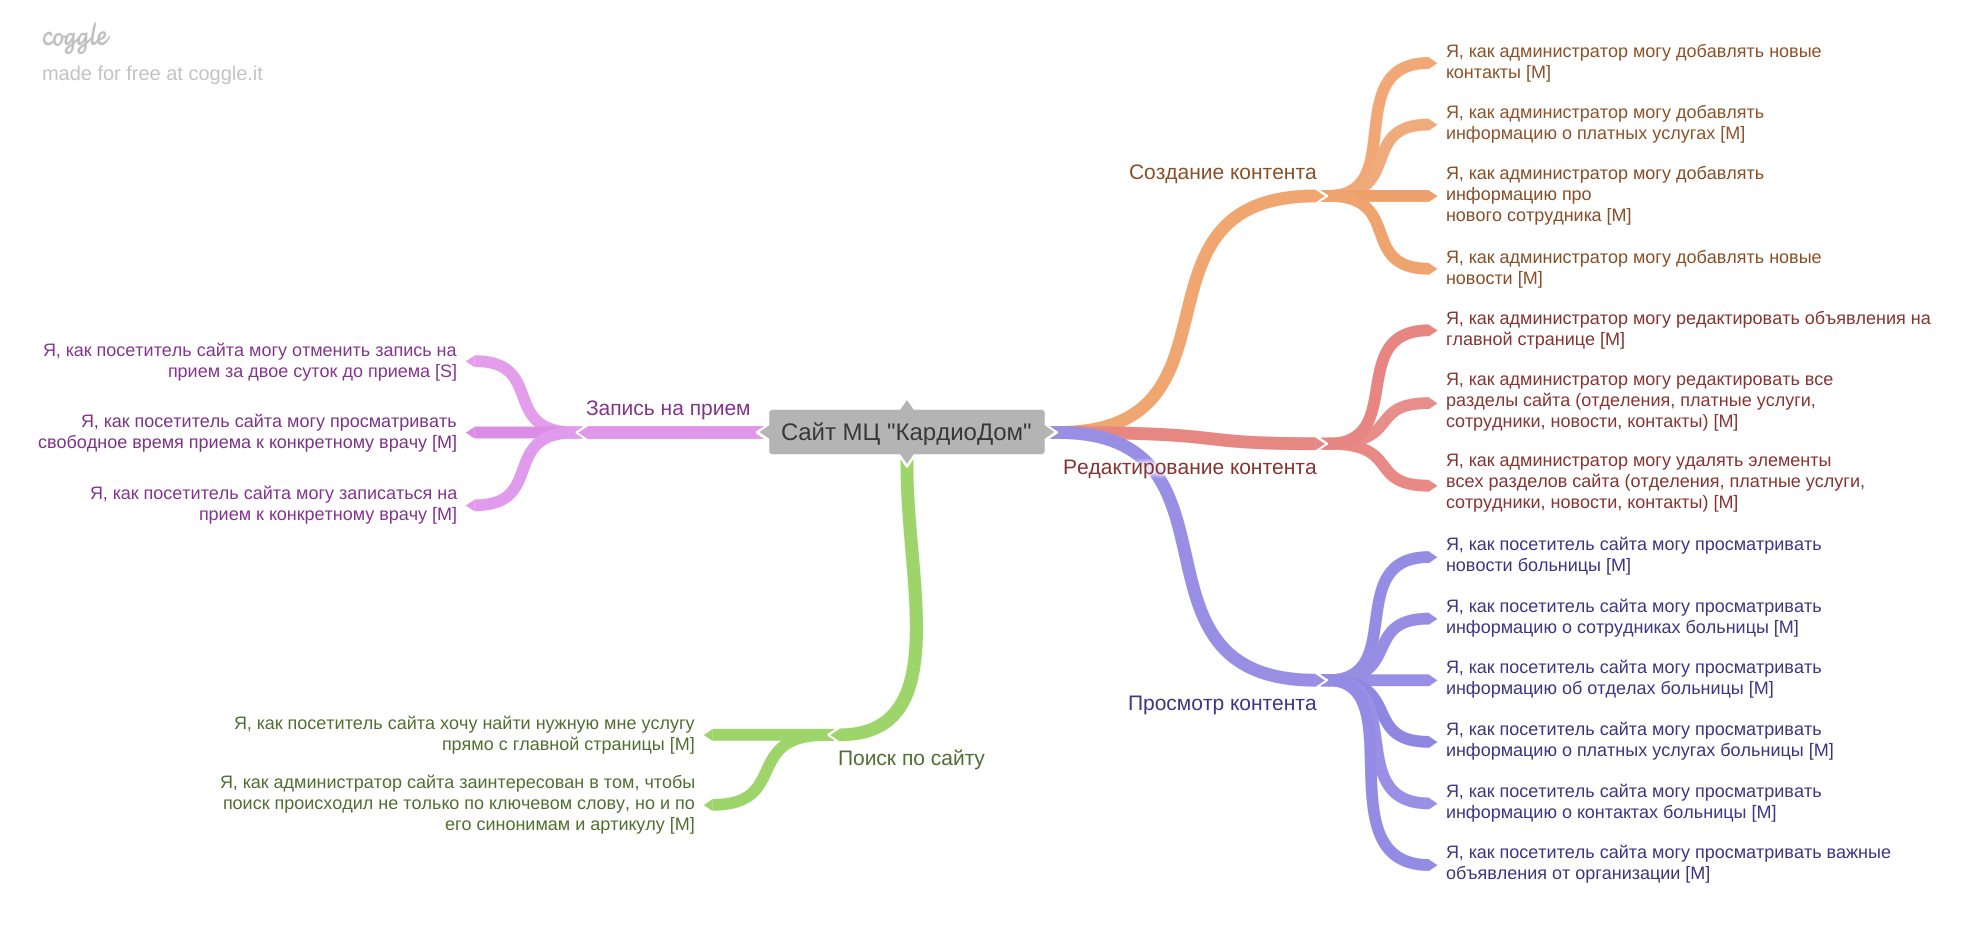 coggle
made for free at coggle.it
Сайт МЦ "КардиоДом"
Создание контента
Я, как администратор могу добавлять новые
контакты [M]
Я, как администратор могу добавлять
информацию о платных услугах [M]
Я, как администратор могу добавлять
информацию про
нового сотрудника [M]
Я, как администратор могу добавлять новые
новости [M]
Редактирование контента
Я, как администратор могу редактировать объявления на
главной странице [M]
Я, как администратор могу редактировать все
разделы сайта (отделения, платные услуги,
сотрудники, новости, контакты) [M]
Я, как администратор могу удалять элементы
всех разделов сайта (отделения, платные услуги,
сотрудники, новости, контакты) [M]
Просмотр контента
Я, как посетитель сайта могу просматривать
новости больницы [M]
Я, как посетитель сайта могу просматривать
информацию о сотрудниках больницы [M]
Я, как посетитель сайта могу просматривать
информацию об отделах больницы [M]
Я, как посетитель сайта могу просматривать
информацию о платных услугах больницы [M]
Я, как посетитель сайта могу просматривать
информацию о контактах больницы [M]
Я, как посетитель сайта могу просматривать важные
объявления от организации [M]
Запись на прием
Я, как посетитель сайта могу отменить запись на
прием за двое суток до приема [S]
Я, как посетитель сайта могу просматривать
свободное время приема к конкретному врачу [M]
Я, как посетитель сайта могу записаться на
прием к конкретному врачу [M]
Поиск по сайту
Я, как посетитель сайта хочу найти нужную мне услугу
прямо с главной страницы [M]
Я, как администратор сайта заинтересован в том, чтобы
поиск происходил не только по ключевом слову, но и по
его синонимам и артикулу [M]